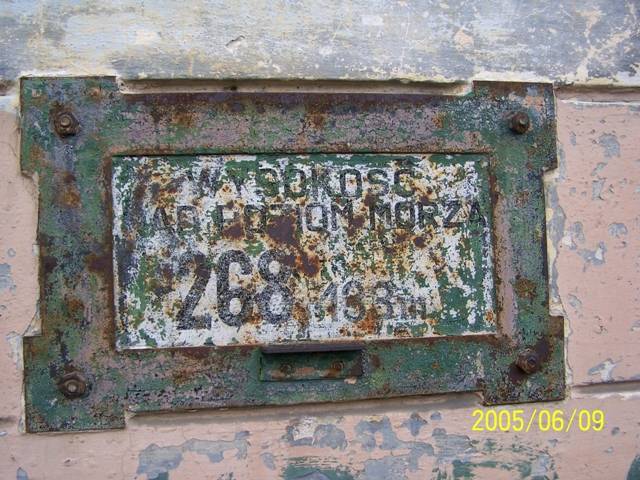 WYSOKOŚĆ
NAD POZIOM MORZA
268
2005/06/09